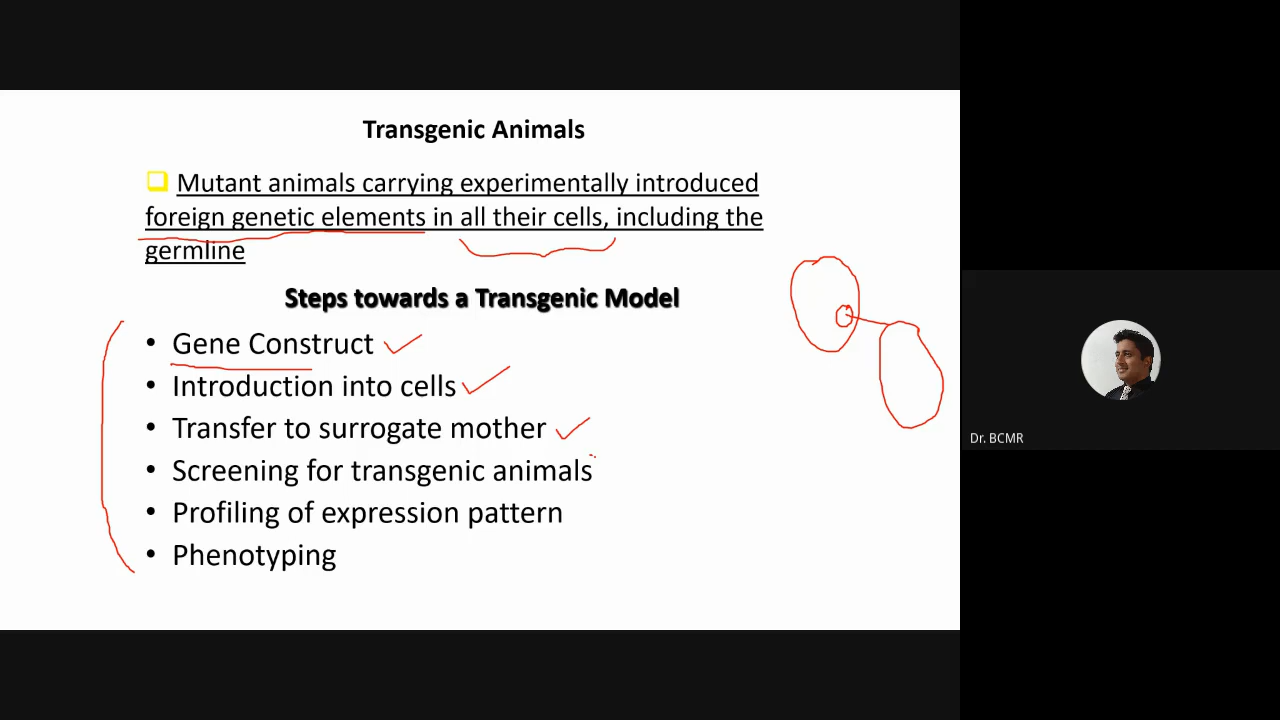 Transgenic Animals
Mutant animals carrying experimentally introduced
foreign genetic elements in all their cells, including the
germline
Steps towards a Transgenic Model
• Gene Construct
• Introduction into cells
• Transfer to surrogate mother
• Screening for transgenic animals
• Profiling of expression pattern
• Phenotyping
Dr. BCMR